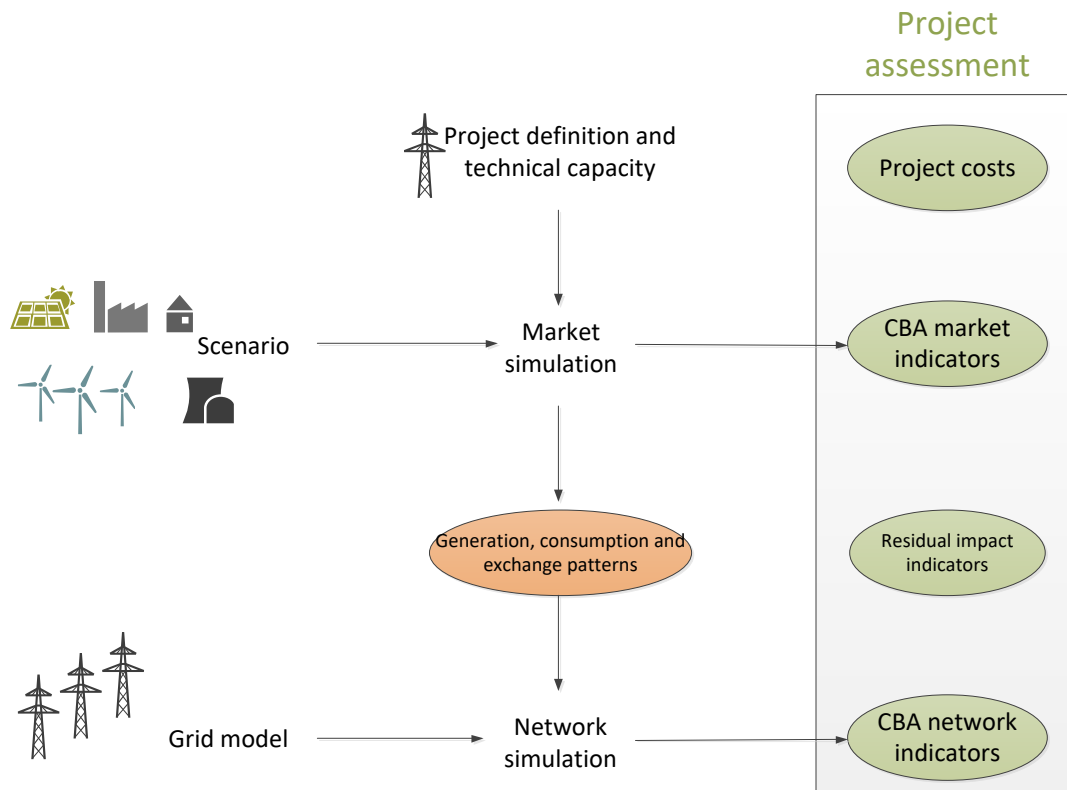 Project
assessment
Project definition and
technical capacity
Project costs
Scenario
Market
simulation
CBA market
indicators
Generation, consumption and
exchange patterns
Residual impact
indicators
Grid model
Network
simulation
CBA network
indicators